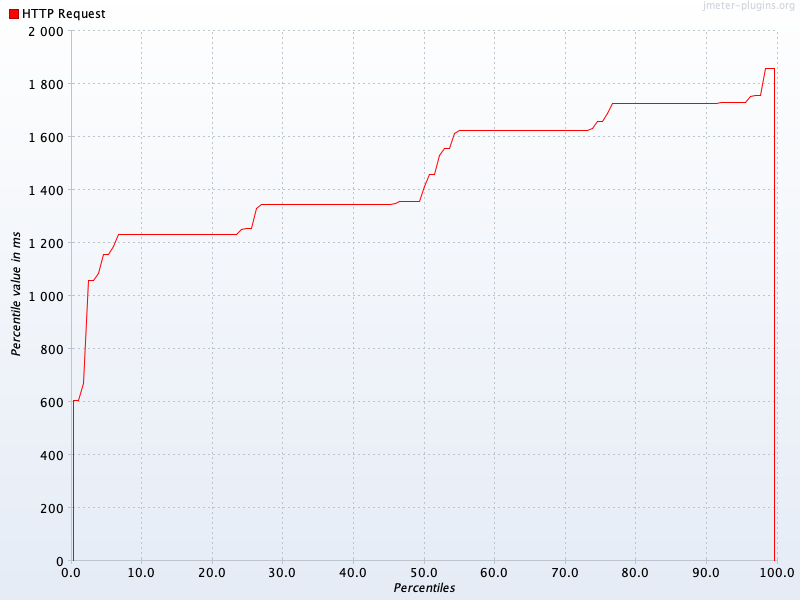 jmeter-plugins.org
HTTP Request
2 000
1 800
1 600
1 400
1 200
1 000
800
600
400
200
0
Percentile value in ms
0.0 10.0 20.0 30.0 40.0 50.0 60.0 70.0 80.0 90.0 100.0
Percentiles